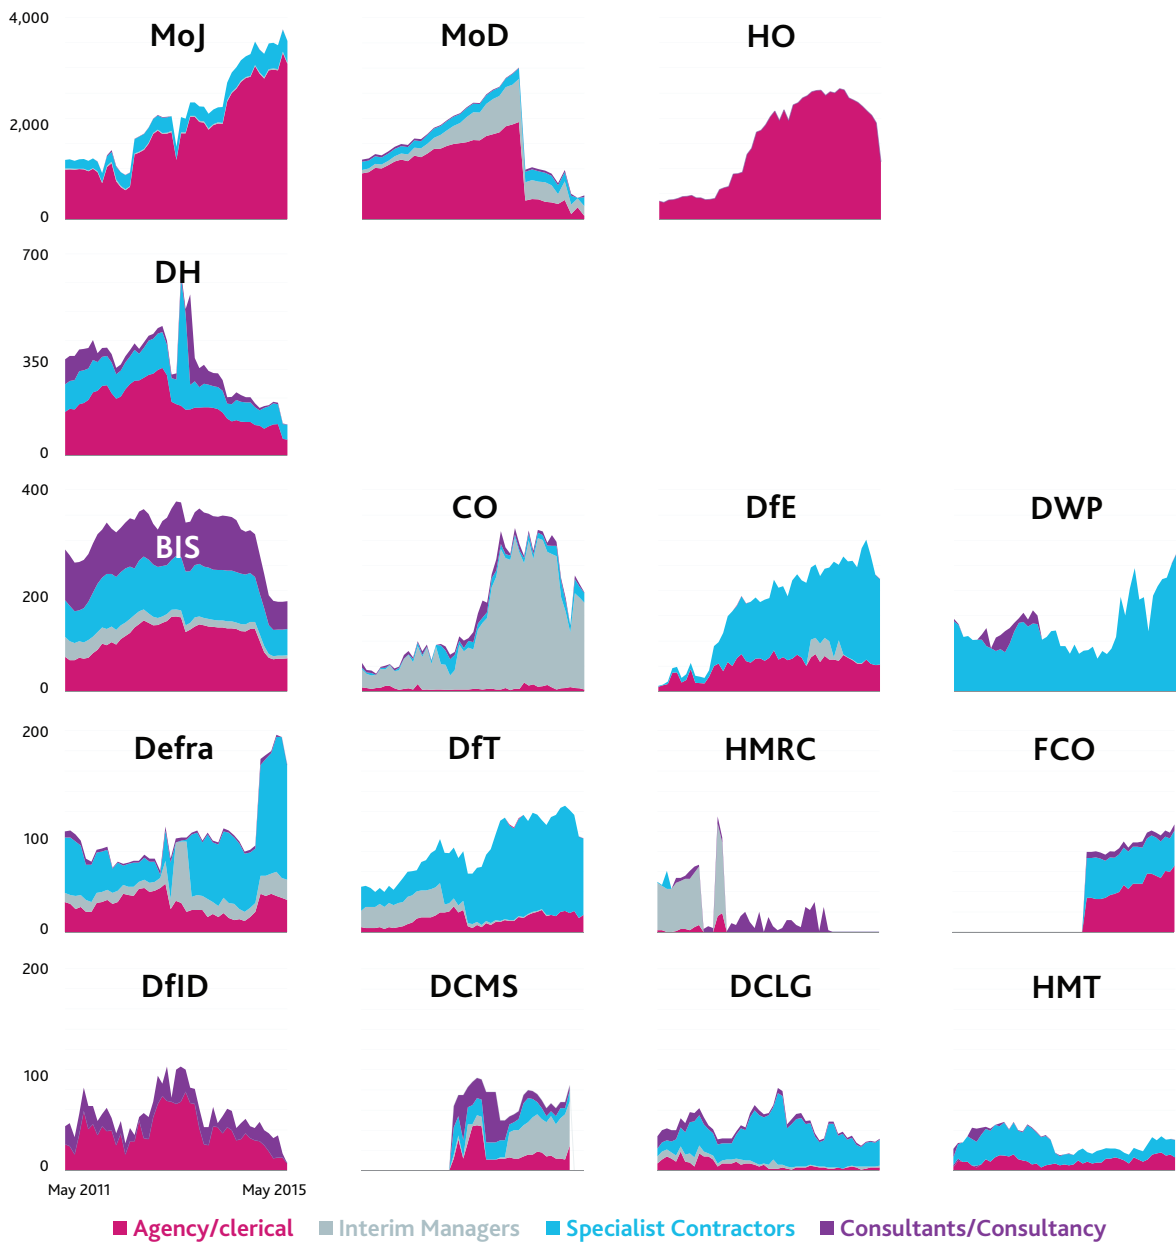 4,000
MoJ
MoD
HO
2,000
0
700
DH
350
0
400
CO
DfE
DWP
BIS
200
0
200
Defra
DfT
HMRC
FCO
100
0
200
DfID
DCMS
DCLG
HMT
100
0
May 2011
May 2015
Agency/clerical
Interim Managers
Specialist Contractors
Consultants/Consultancy